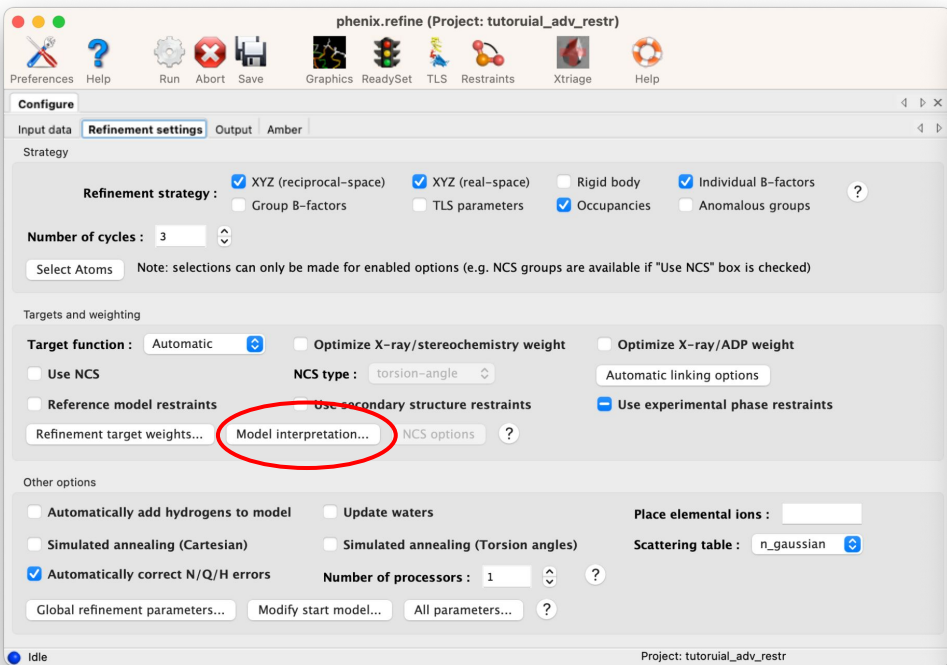 phenix.refine (Project: tutoruial_adv_restr)
Preferences Help Run Abort Save Graphics ReadySet TLS Restraints Xtriage Help
Configure
Input data Refinement settings Output Amber
Strategy
Refinement strategy : XYZ (reciprocal-space) XYZ (real-space) Rigid body Individual B-factors ?
Group B-factors TLS parameters Occupancies Anomalous groups
Number of cycles : 3
Select Atoms Note: selections can only be made for enabled options (e.g. NCS groups are available if "Use NCS" box is checked)
Targets and weighting
Target function : Automatic Optimize X-ray/stereochemistry weight Optimize X-ray/ADP weight
Use NCS NCS type : torsion-angle Automatic linking options
Reference model restraints Use secondary structure restraints Use experimental phase restraints
Refinement target weights... Model interpretation... NCS options ?
Other options
Automatically add hydrogens to model Update waters Place elemental ions :
Simulated annealing (Cartesian) Simulated annealing (Torsion angles) Scattering table : n_gaussian
Automatically correct N/Q/H errors Number of processors : 1 ?
Global refinement parameters... Modify start model... All parameters... ?
Idle Project: tutoruial_adv_restr